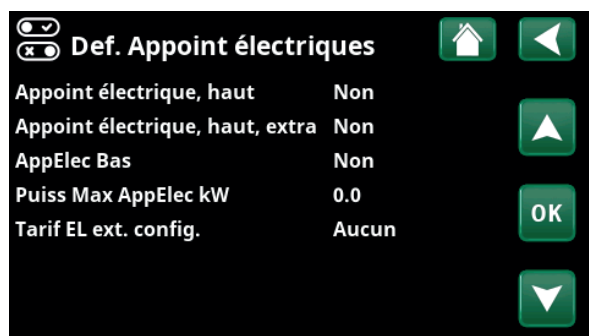 Def. Appoint électriques
Appoint électrique, haut Non
Appoint électrique, haut, extra Non
AppElec Bas Non
Puiss Max AppElec kW 0.0
Tarif EL ext. config. Aucun
OK